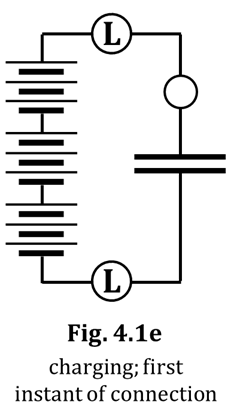 L
L
Fig. 4.1e
charging; first
instant of connection